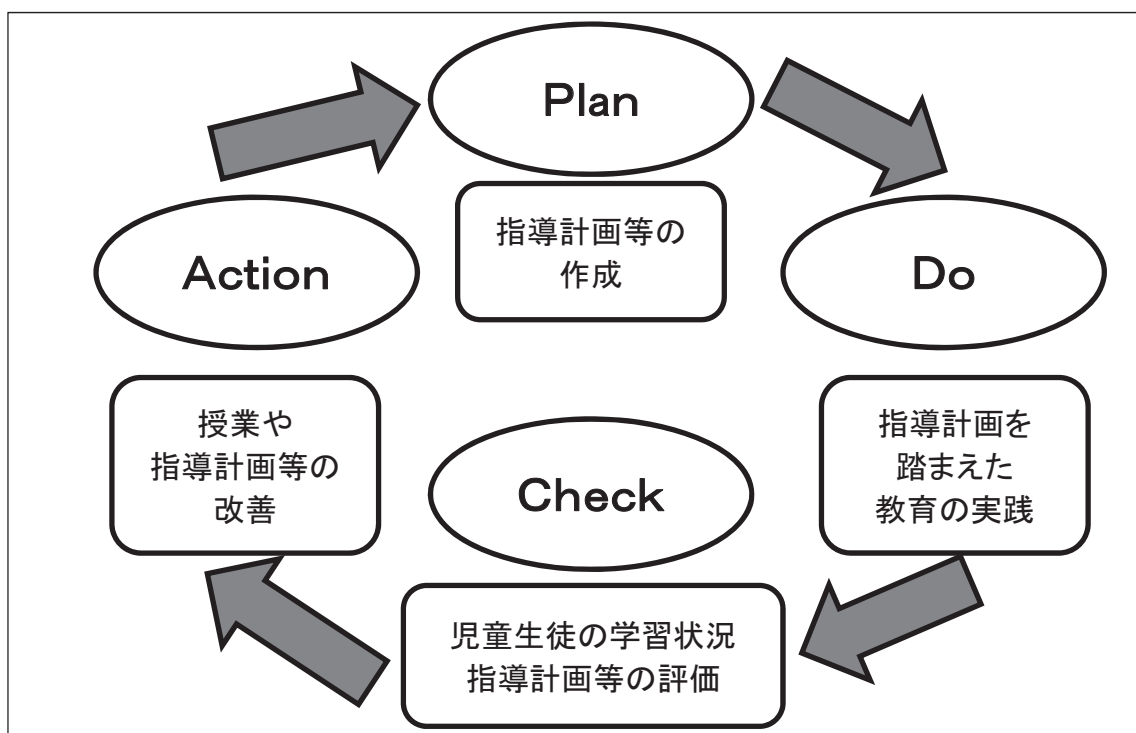 Plan
指導計画等の
作成
Do
指導計画を
踏まえた
教育の実践
Check
児童生徒の学習状況
指導計画等の評価
Action
授業や
指導計画等の
改善